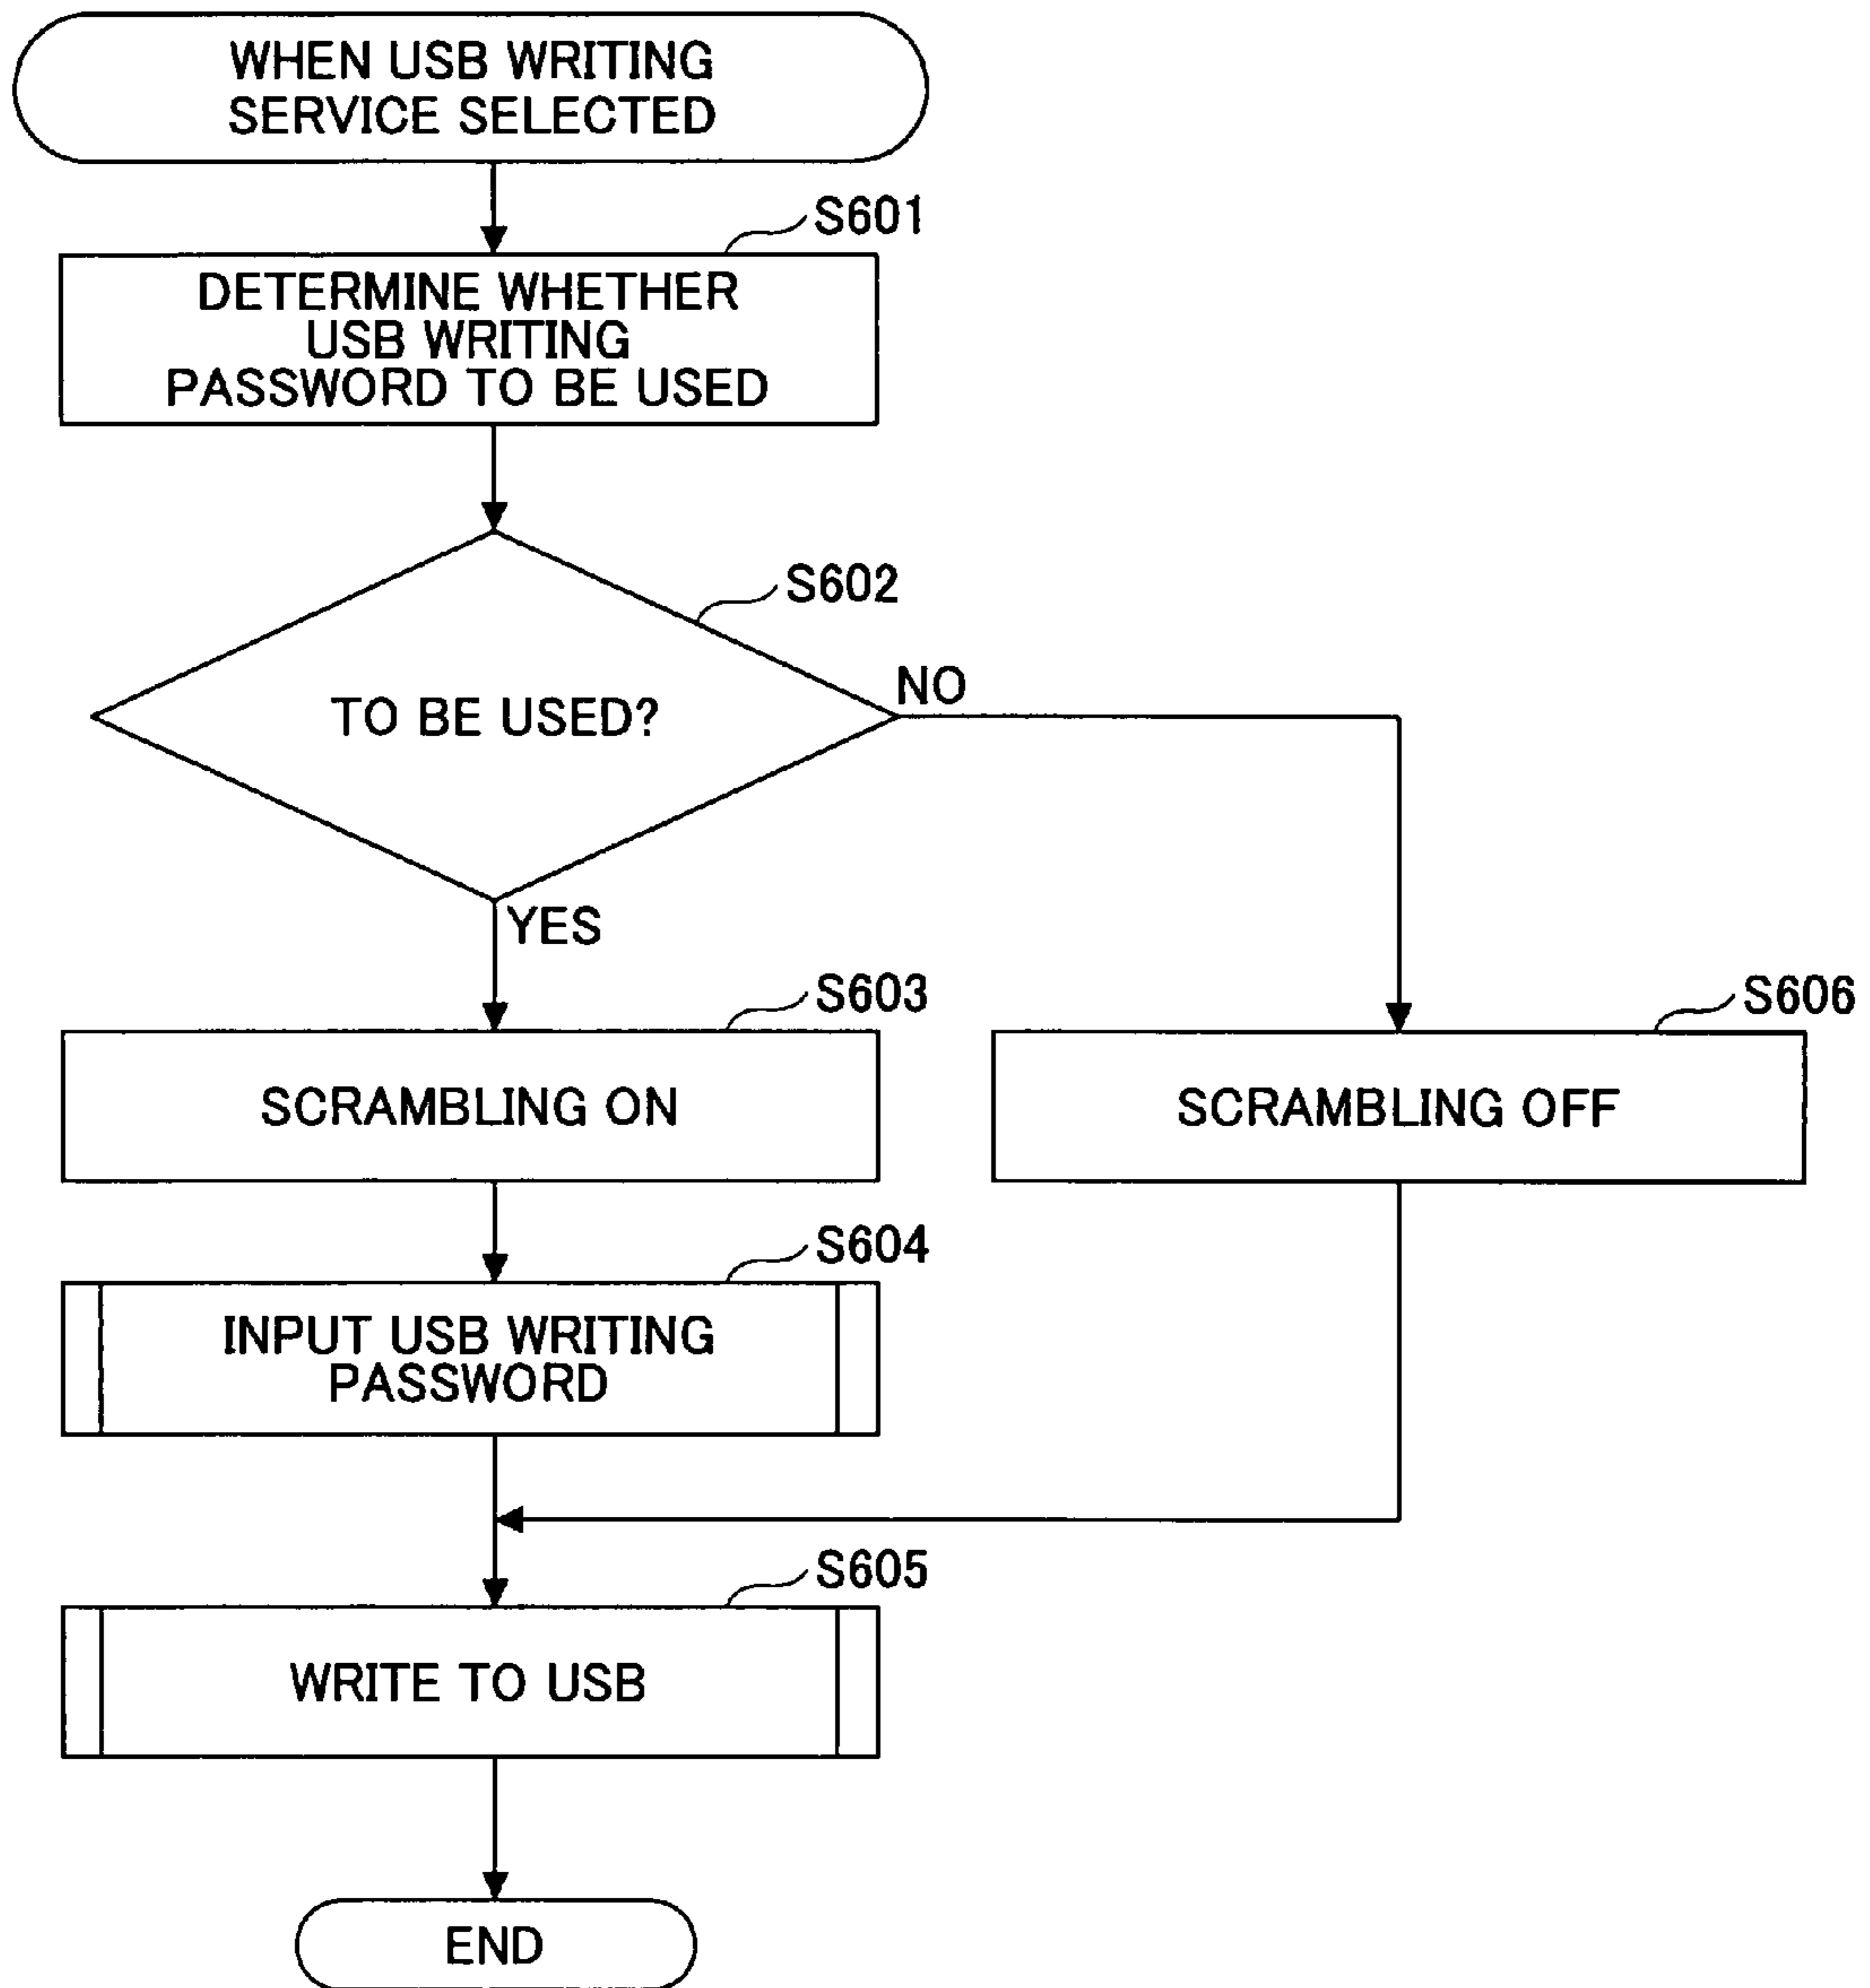 WHEN USB WRITING
SERVICE SELECTED
S601
DETERMINE WHETHER
USB WRITING
PASSWORD TO BE USED
S602
TO BE USED?
NO
YES
S603
SCRAMBLING ON
S606
SCRAMBLING OFF
S604
INPUT USB WRITING
PASSWORD
S605
WRITE TO USB
END